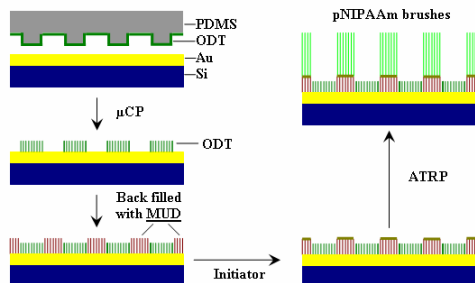 PDMS
ODT
Au
Si
µCP
ODT
Back filled
with MUD
Initiator
ATRP
pNIPAAm brushes